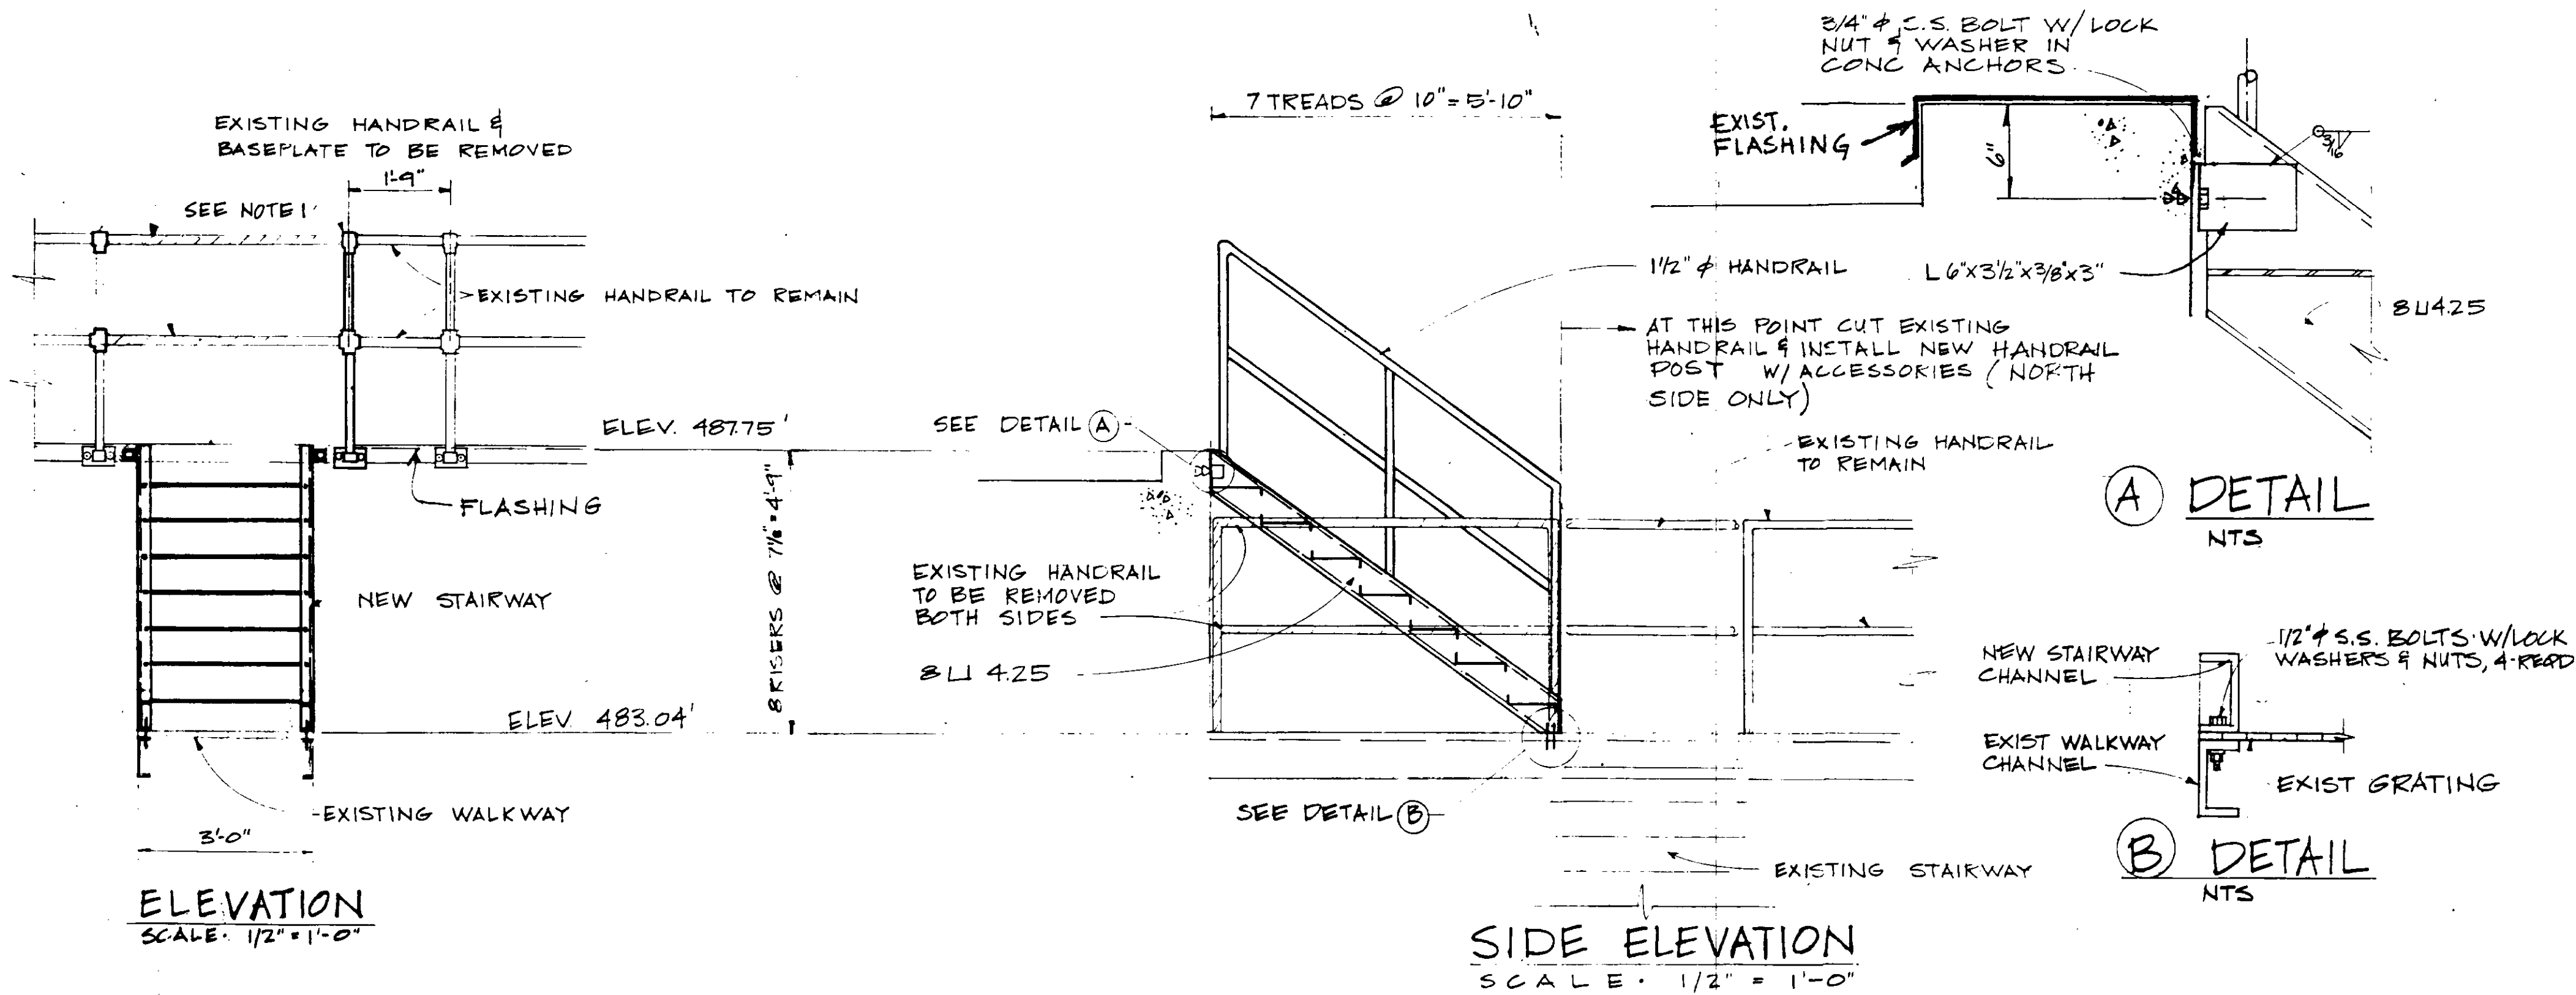 EXISTING HANDRAIL &
BASEPLATE TO BE REMOVED
1'-9"
SEE NOTE 1
EXISTING HANDRAIL TO REMAIN
ELEV. 487.75'
FLASHING
NEW STAIRWAY
ELEV. 483.04'
EXISTING WALKWAY
3'-0"
ELEVATION
SCALE: 1/2" = 1'-0"
8 RISERS @ 7 1/8" = 4'-9"
7 TREADS @ 10" = 5'-10"
1 1/2" φ HANDRAIL
AT THIS POINT CUT EXISTING
HANDRAIL & INSTALL NEW HANDRAIL
POST W/ ACCESSORIES (NORTH
SIDE ONLY)
SEE DETAIL A
EXISTING HANDRAIL
TO REMAIN
EXISTING HANDRAIL
TO BE REMOVED
BOTH SIDES
8 ⊔ 4.25
SEE DETAIL B
EXISTING STAIRWAY
SIDE ELEVATION
SCALE: 1/2" = 1'-0"
3/4" φ S.S. BOLT W/ LOCK
NUT & WASHER IN
CONC ANCHORS
EXIST.
FLASHING
6"
3/16
L 6"x3 1/2"x3/8"x3"
8⊔4.25
A DETAIL
NTS
1/2" φ S.S. BOLTS W/LOCK
WASHERS & NUTS, 4-REQD
NEW STAIRWAY
CHANNEL
EXIST WALKWAY
CHANNEL
EXIST GRATING
B DETAIL
NTS